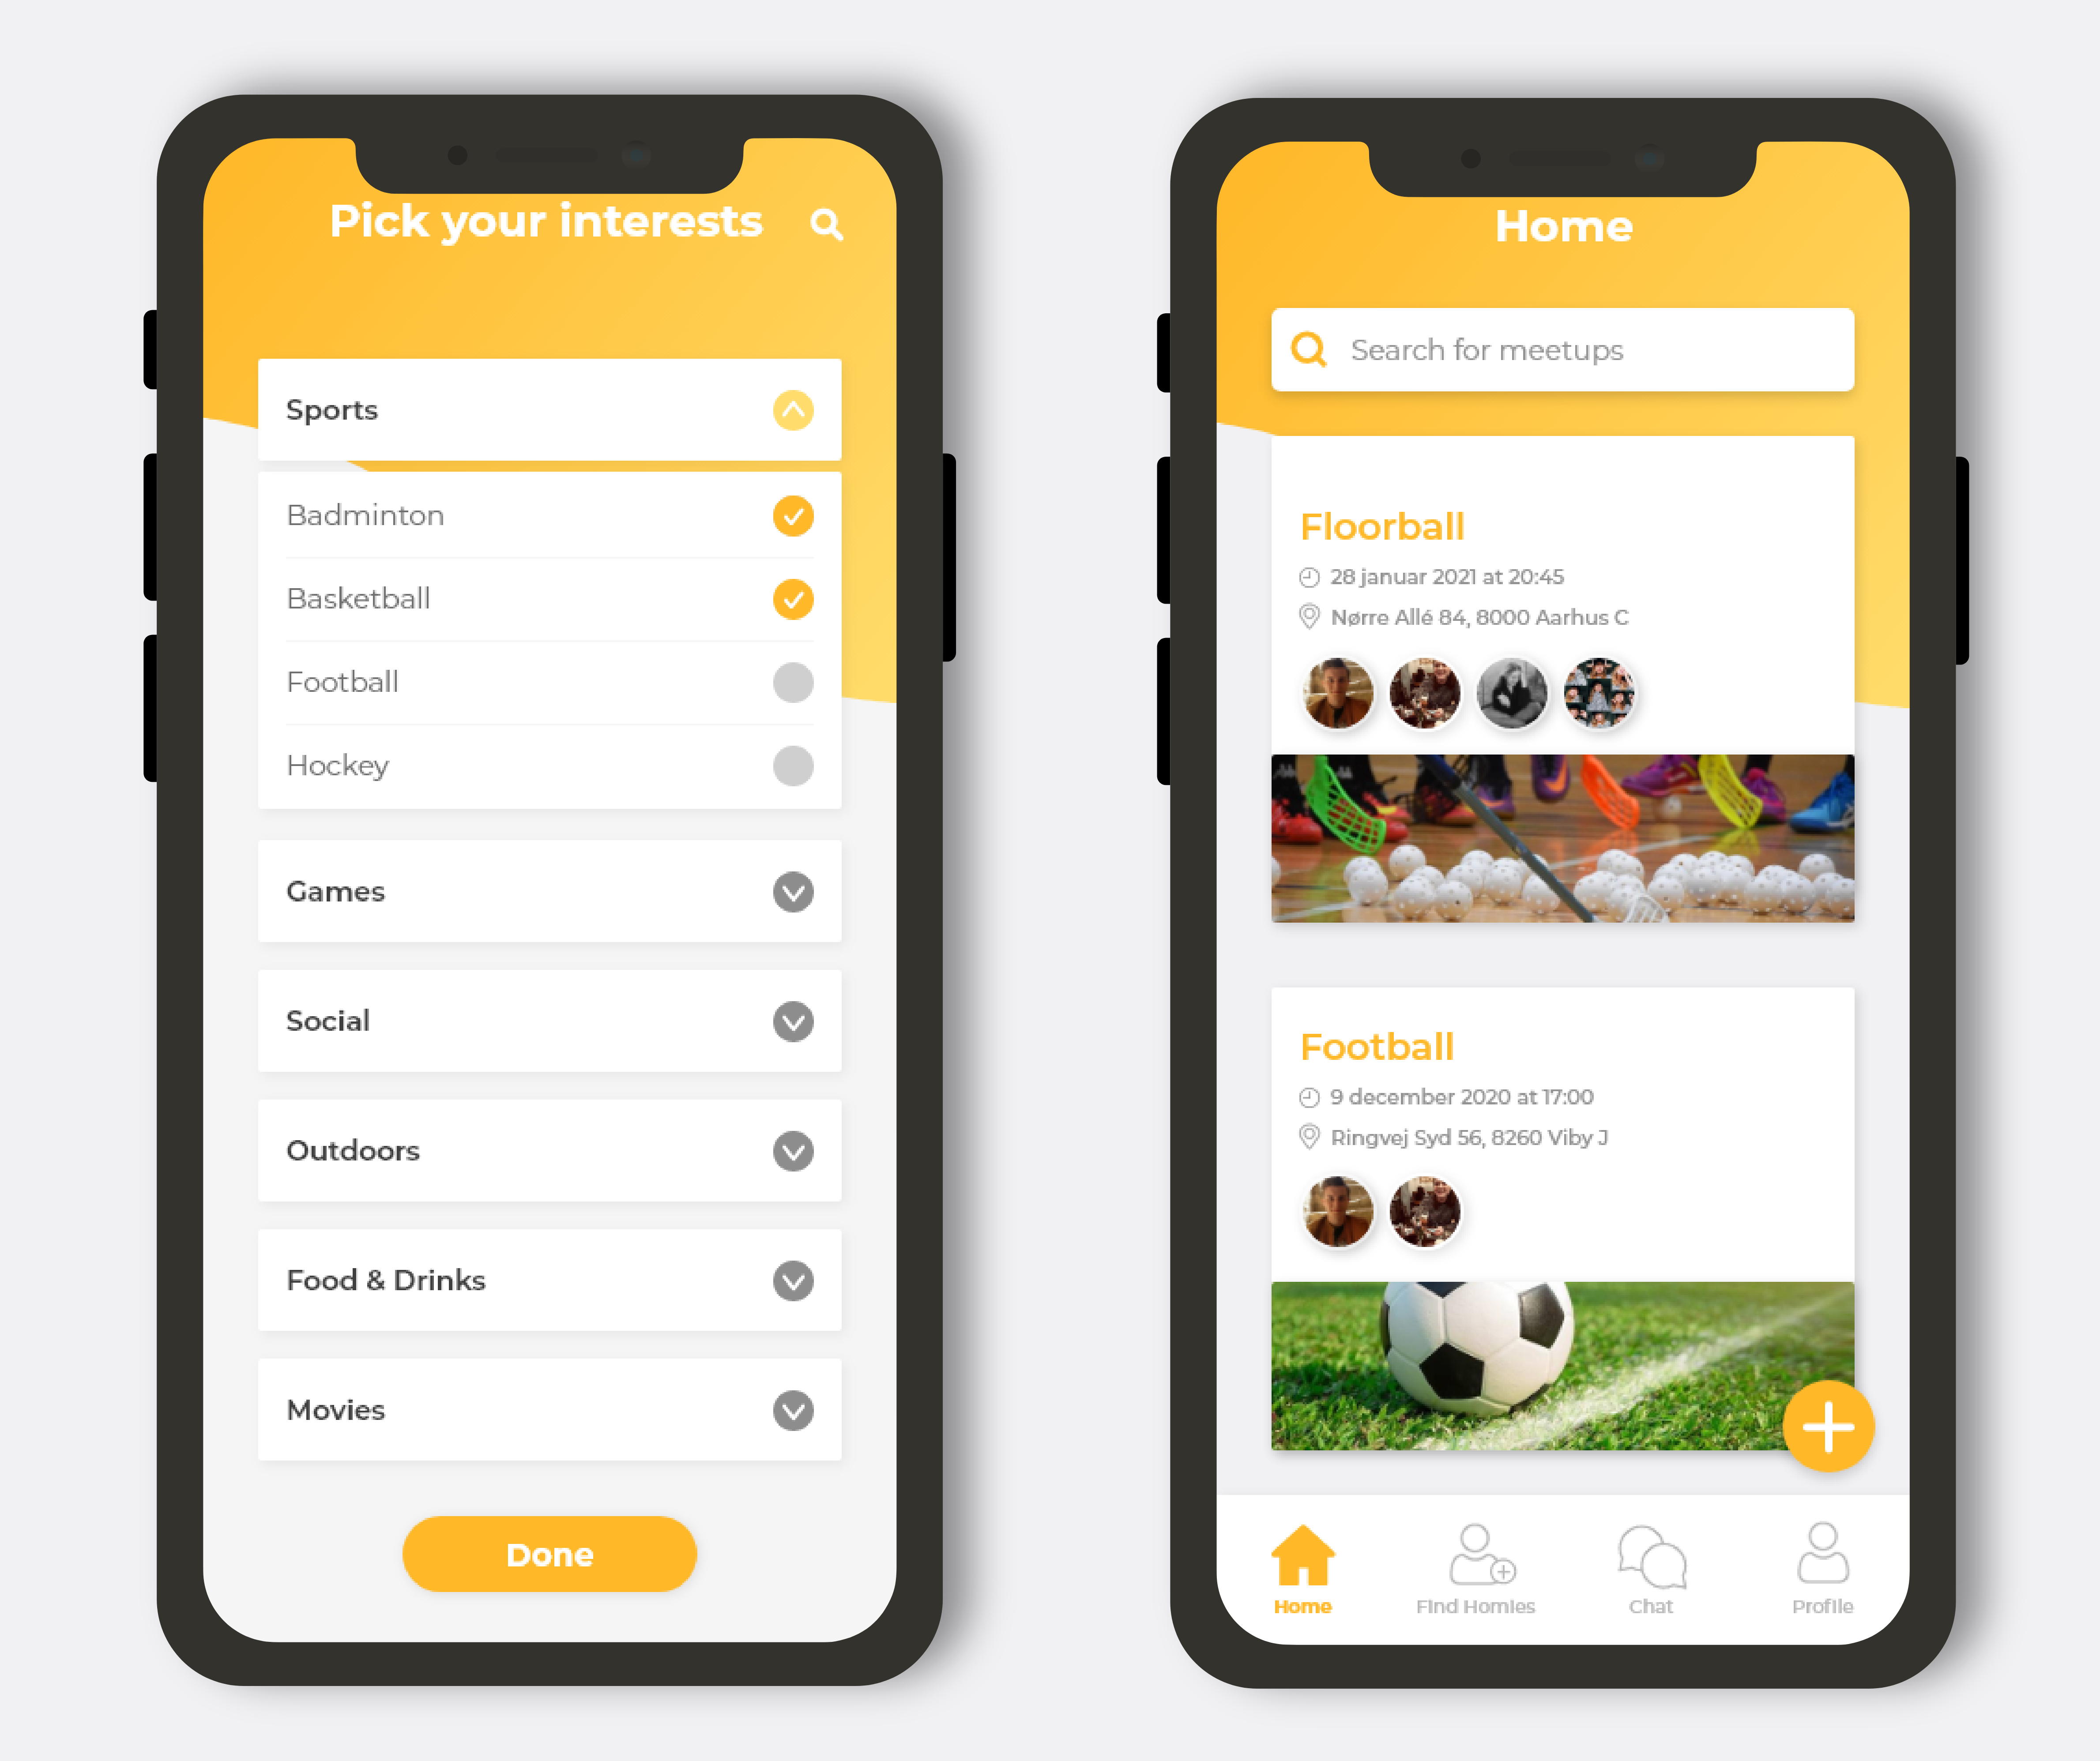 Pick your interests
Sports
Badminton
Basketball
Football
Hockey
Games
Social
Outdoors
Food & Drinks
Movies
Done
Home
Search for meetups
Floorball
28 januar 2021 at 20:45
Nørre Allé 84, 8000 Aarhus C
Football
9 december 2020 at 17:00
Ringvej Syd 56, 8260 Viby J
Home
Find Homies
Chat
Profile